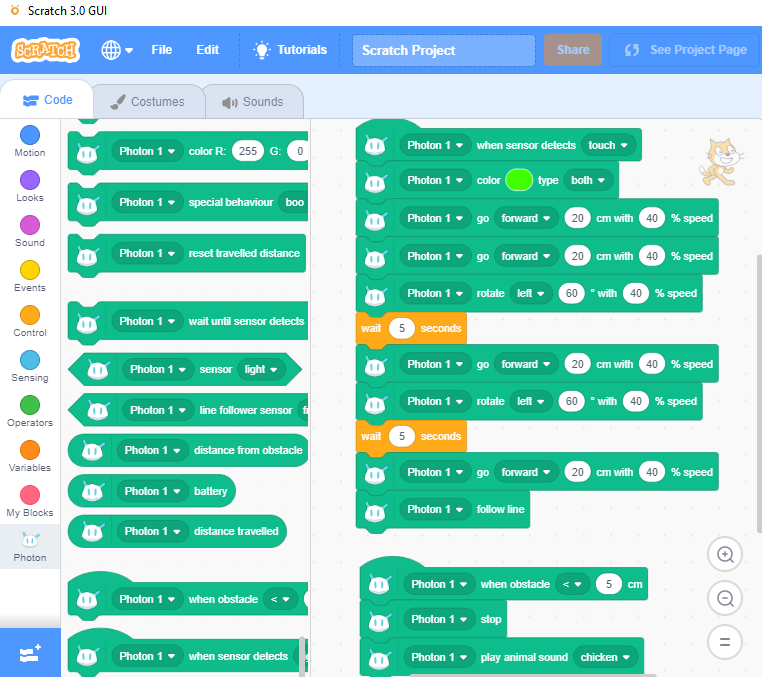 Scratch 3.0 GUI
SCRATCH File Edit Tutorials Scratch Project Share See Project Page
Code Costumes Sounds
Motion
Looks
Sound
Events
Control
Sensing
Operators
Variables
My Blocks
Photon
Photon 1 color R: 255 G: 0
Photon 1 special behaviour boo
Photon 1 reset travelled distance
Photon 1 wait until sensor detects
Photon 1 sensor light
Photon 1 line follower sensor
Photon 1 distance from obstacle
Photon 1 battery
Photon 1 distance travelled
Photon 1 when obstacle <
Photon 1 when sensor detects
Photon 1 when sensor detects touch
Photon 1 color type both
Photon 1 go forward 20 cm with 40 % speed
Photon 1 go forward 20 cm with 40 % speed
Photon 1 rotate left 60 ° with 40 % speed
wait 5 seconds
Photon 1 go forward 20 cm with 40 % speed
Photon 1 rotate left 60 ° with 40 % speed
wait 5 seconds
Photon 1 go forward 20 cm with 40 % speed
Photon 1 follow line
Photon 1 when obstacle < 5 cm
Photon 1 stop
Photon 1 play animal sound chicken